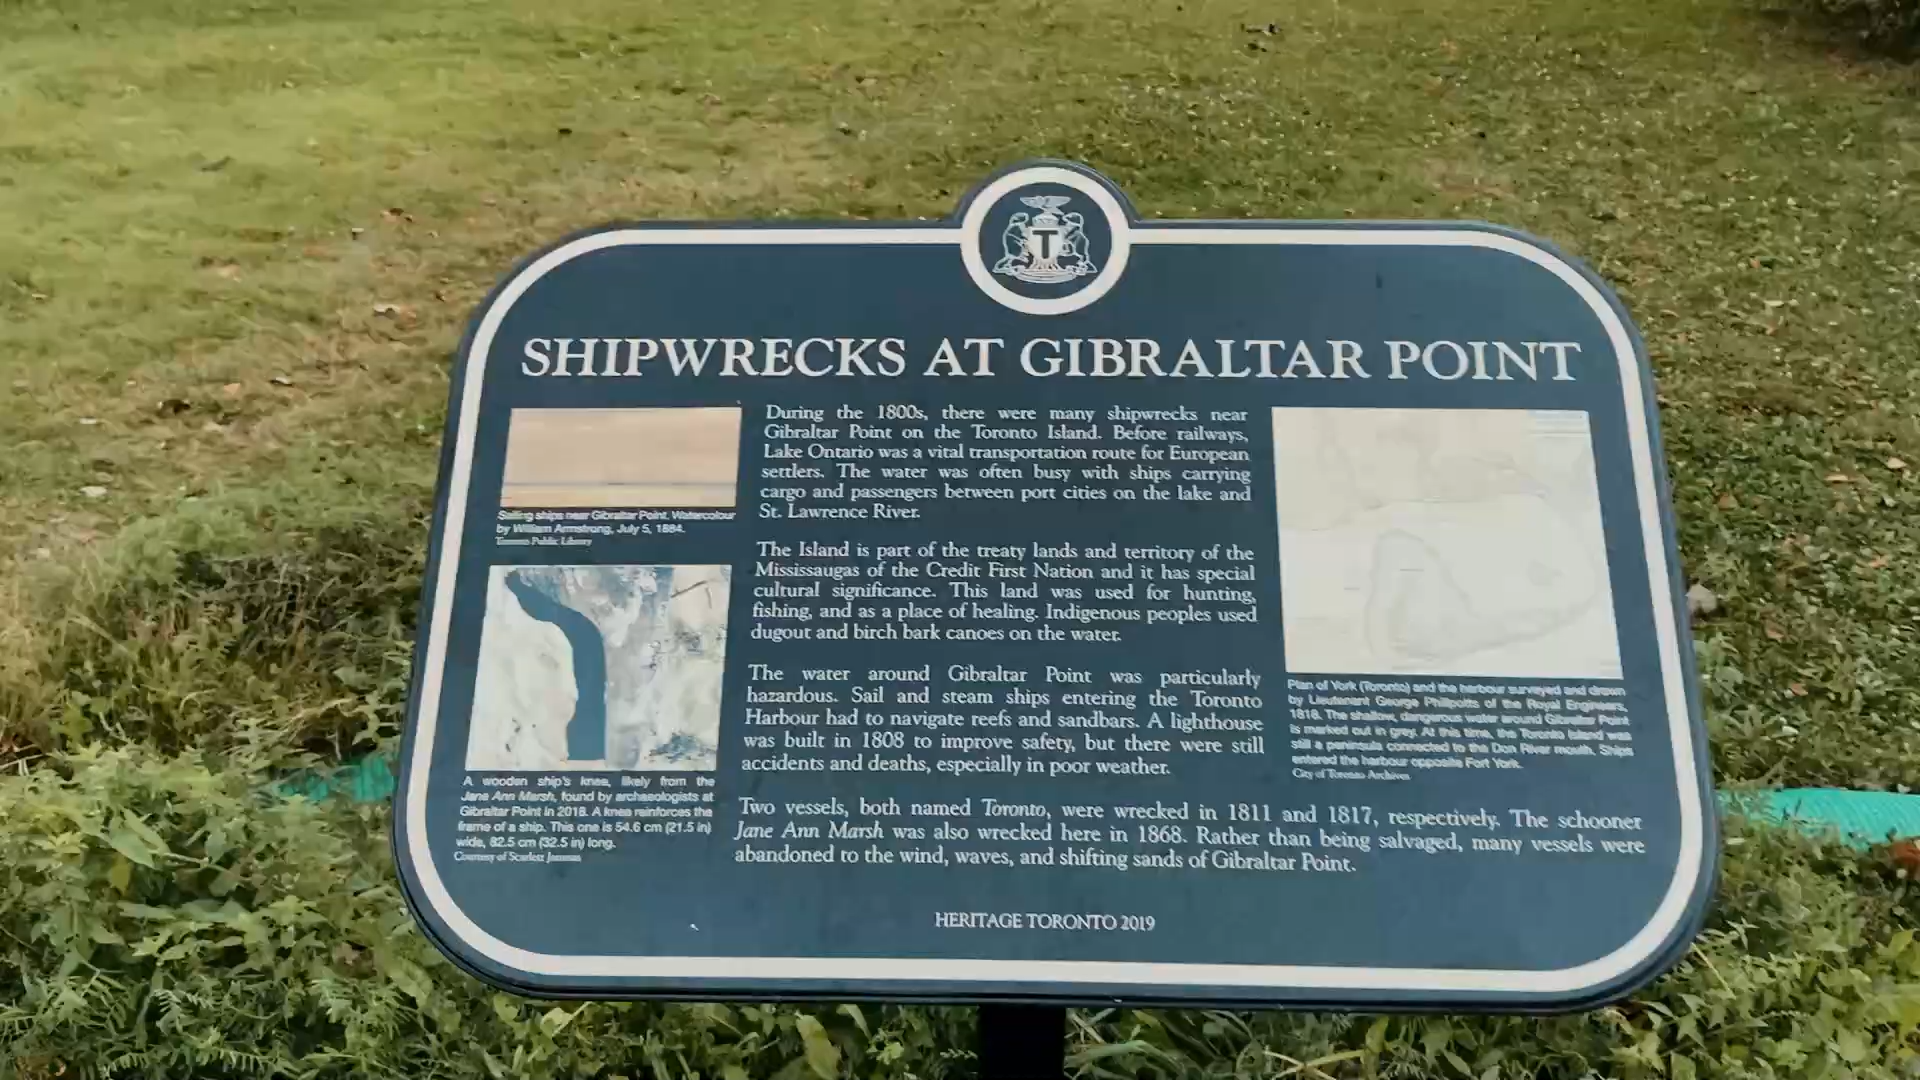 T
SHIPWRECKS AT GIBRALTAR POINT
Sailing ships near Gibraltar Point. Watercolour
by William Armstrong, July 5, 1884.
Toronto Public Library
A wooden ship's knee, likely from the
Jane Ann Marsh, found by archaeologists at
Gibraltar Point in 2018. A knee reinforces the
frame of a ship. This one is 54.6 cm (21.5 in)
wide, 82.5 cm (32.5 in) long.
Courtesy of Scarlett Janusas
During the 1800s, there were many shipwrecks near
Gibraltar Point on the Toronto Island. Before railways,
Lake Ontario was a vital transportation route for European
settlers. The water was often busy with ships carrying
cargo and passengers between port cities on the lake and
St. Lawrence River.
The Island is part of the treaty lands and territory of the
Mississaugas of the Credit First Nation and it has special
cultural significance. This land was used for hunting,
fishing, and as a place of healing. Indigenous peoples used
dugout and birch bark canoes on the water.
The water around Gibraltar Point was particularly
hazardous. Sail and steam ships entering the Toronto
Harbour had to navigate reefs and sandbars. A lighthouse
was built in 1808 to improve safety, but there were still
accidents and deaths, especially in poor weather.
Two vessels, both named Toronto, were wrecked in 1811 and 1817, respectively. The schooner
Jane Ann Marsh was also wrecked here in 1868. Rather than being salvaged, many vessels were
abandoned to the wind, waves, and shifting sands of Gibraltar Point.
Plan of York (Toronto) and the harbour surveyed and drawn
by Lieutenant George Phillpotts of the Royal Engineers,
1818. The shallow, dangerous water around Gibraltar Point
is marked out in grey. At this time, the Toronto Island was
still a peninsula connected to the Don River mouth. Ships
entered the harbour opposite Fort York.
City of Toronto Archives
HERITAGE TORONTO 2019